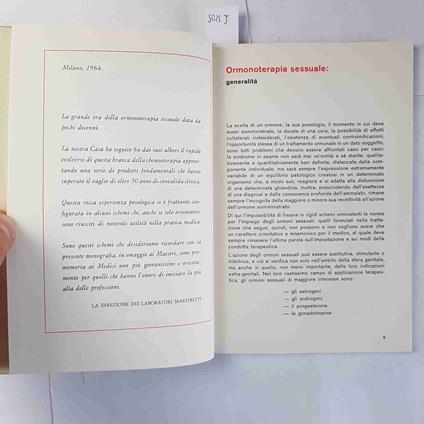 5025 J
Milano, 1964
La grande era della ormonoterapia sessuale data da
pochi decenni.
La nostra Casa ha seguito fin dai suoi albori il rapido
evolversi di questa branca della chemioterapia appron-
tando una serie di prodotti fondamentali che hanno
superato il vaglio di oltre 30 anni di convalida clinica.
Questa ricca esperienza posologica si è frattanto con-
figurata in alcuni schemi che, anche se solo orientativi,
sono riusciti di notevole utilità nella pratica medica.
Sono questi schemi che desideriamo ricordare con la
presente monografia, in omaggio ai Maestri, come pro-
memoria ai Medici non più giovanissimi e orienta-
mento per quelli che hanno l'onore di iniziare la più
alta delle professioni.
LA DIREZIONE DEI LABORATORI MAESTRETTI
Ormonoterapia sessuale:
generalità
La scelta di un ormone, la sua posologia, il momento in cui deve
esser somministrato, la durata di una cura, la possibilità di effetti
collaterali indesiderati, l'esistenza di eventuali controindicazioni,
l'opportunità stessa di un trattamento ormonale in un dato soggetto,
sono tutti problemi che devono essere affrontati caso per caso:
la sindrome in esame non sarà mai un'entità a sé stante, qualita-
tivamente e quantitativamente ben definita, distaccata dalla com-
ponente individuale, ma sarà sempre l'espressione estremamente
variabile di un equilibrio patologico creatosi in un determinato
organismo che, a modo suo, reagisce e si adatta alla disfunzione
di una determinata ghiandola. Inoltre, prescindendo dall'esattezza
di una diagnosi e dalla conoscenza profonda dell'ammalato, rimane
sempre l'incognita della maggiore o minore sua recettività all'azione
dell'ormone somministrato.
Di qui l'impossibilità di fissare in rigidi schemi convalenti le norme
per l'impiego degli ormoni sessuali: quelli formulati nella tratta-
zione che segue, quindi, non possono e non vogliono avere che
un carattere orientativo e mnemonico per il medico, al quale deve
sempre rimanere l'ultima parola sull'impostazione e sui modi della
condotta terapeutica.
L'azione degli ormoni sessuali può essere sostitutiva, stimolante o
inibitrice, e ciò si verifica non solo nell'ambito della sfera genitale,
ma anche in quello, non meno importante, delle loro indicazioni
extra-genitali. Nel loro vastissimo campo di applicazione terapeu-
tica, gli ormoni sessuali di maggiore interesse sono:
— gli estrogeni
— gli androgeni
— il progesterone
— le gonadotropine
5